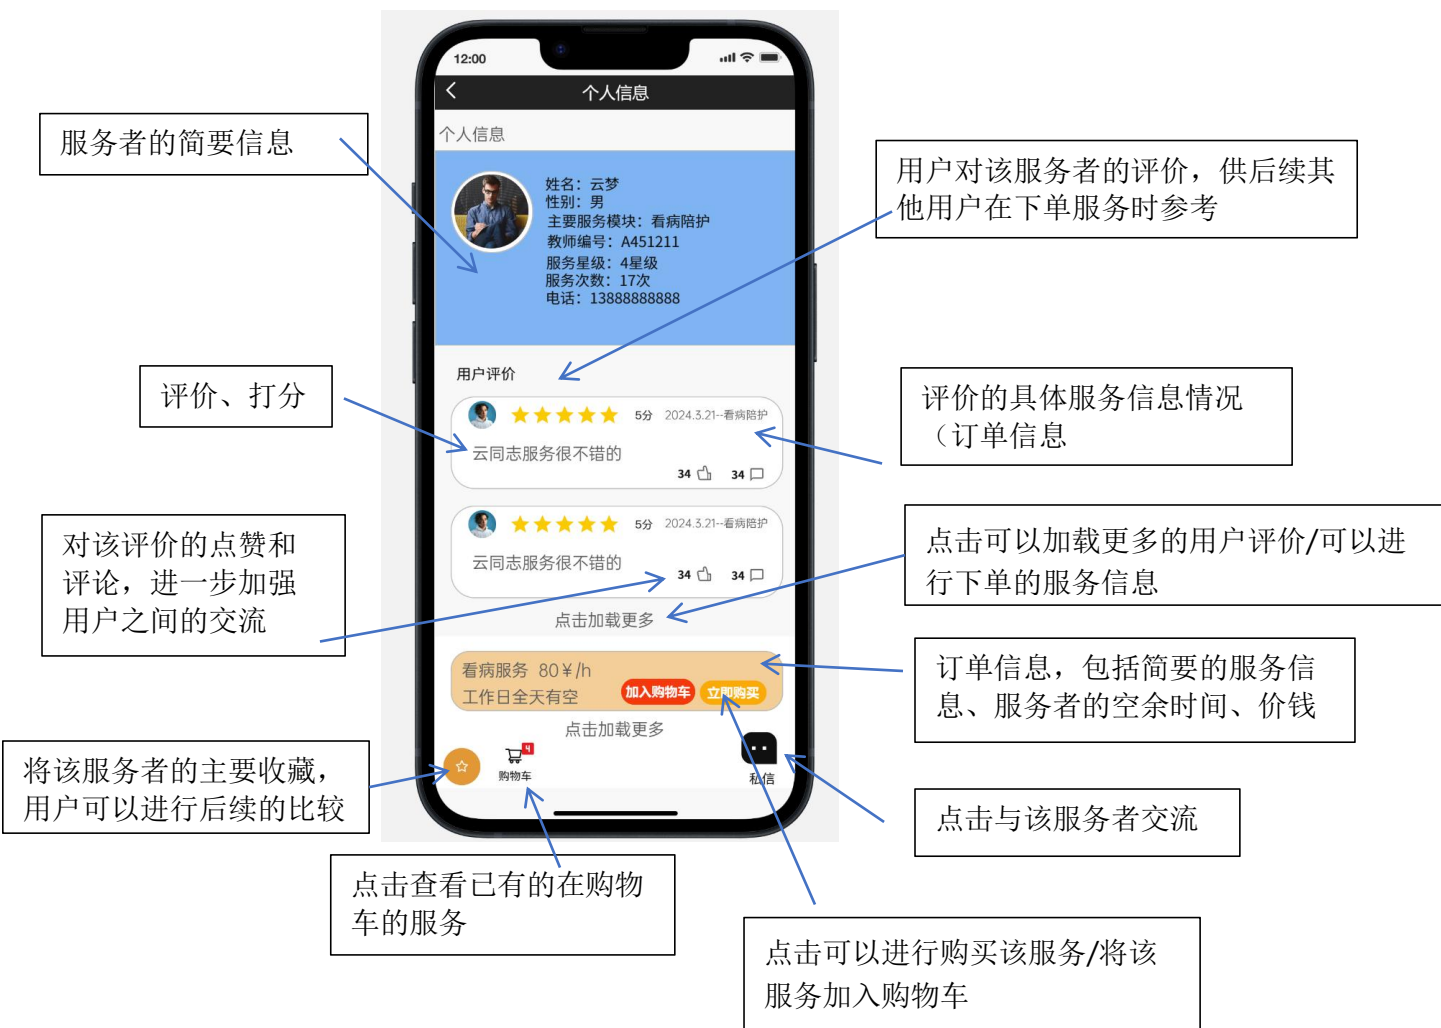 12:00
个人信息
个人信息
服务者的简要信息
姓名：云梦
性别：男
主要服务模块：看病陪护
教师编号：A451211
服务星级：4星级
服务次数：17次
电话：13888888888
用户对该服务者的评价，供后续其
他用户在下单服务时参考
用户评价
评价、打分
5分 2024.3.21--看病陪护
云同志服务很不错的
34 34
评价的具体服务信息情况
（订单信息
5分 2024.3.21--看病陪护
云同志服务很不错的
34 34
对该评价的点赞和
评论，进一步加强
用户之间的交流
点击可以加载更多的用户评价/可以进
行下单的服务信息
点击加载更多
看病服务 80￥/h
工作日全天有空
加入购物车 立即购买
订单信息，包括简要的服务信
息、服务者的空余时间、价钱
点击加载更多
4
购物车
私信
将该服务者的主要收藏，
用户可以进行后续的比较
点击与该服务者交流
点击查看已有的在购物
车的服务
点击可以进行购买该服务/将该
服务加入购物车